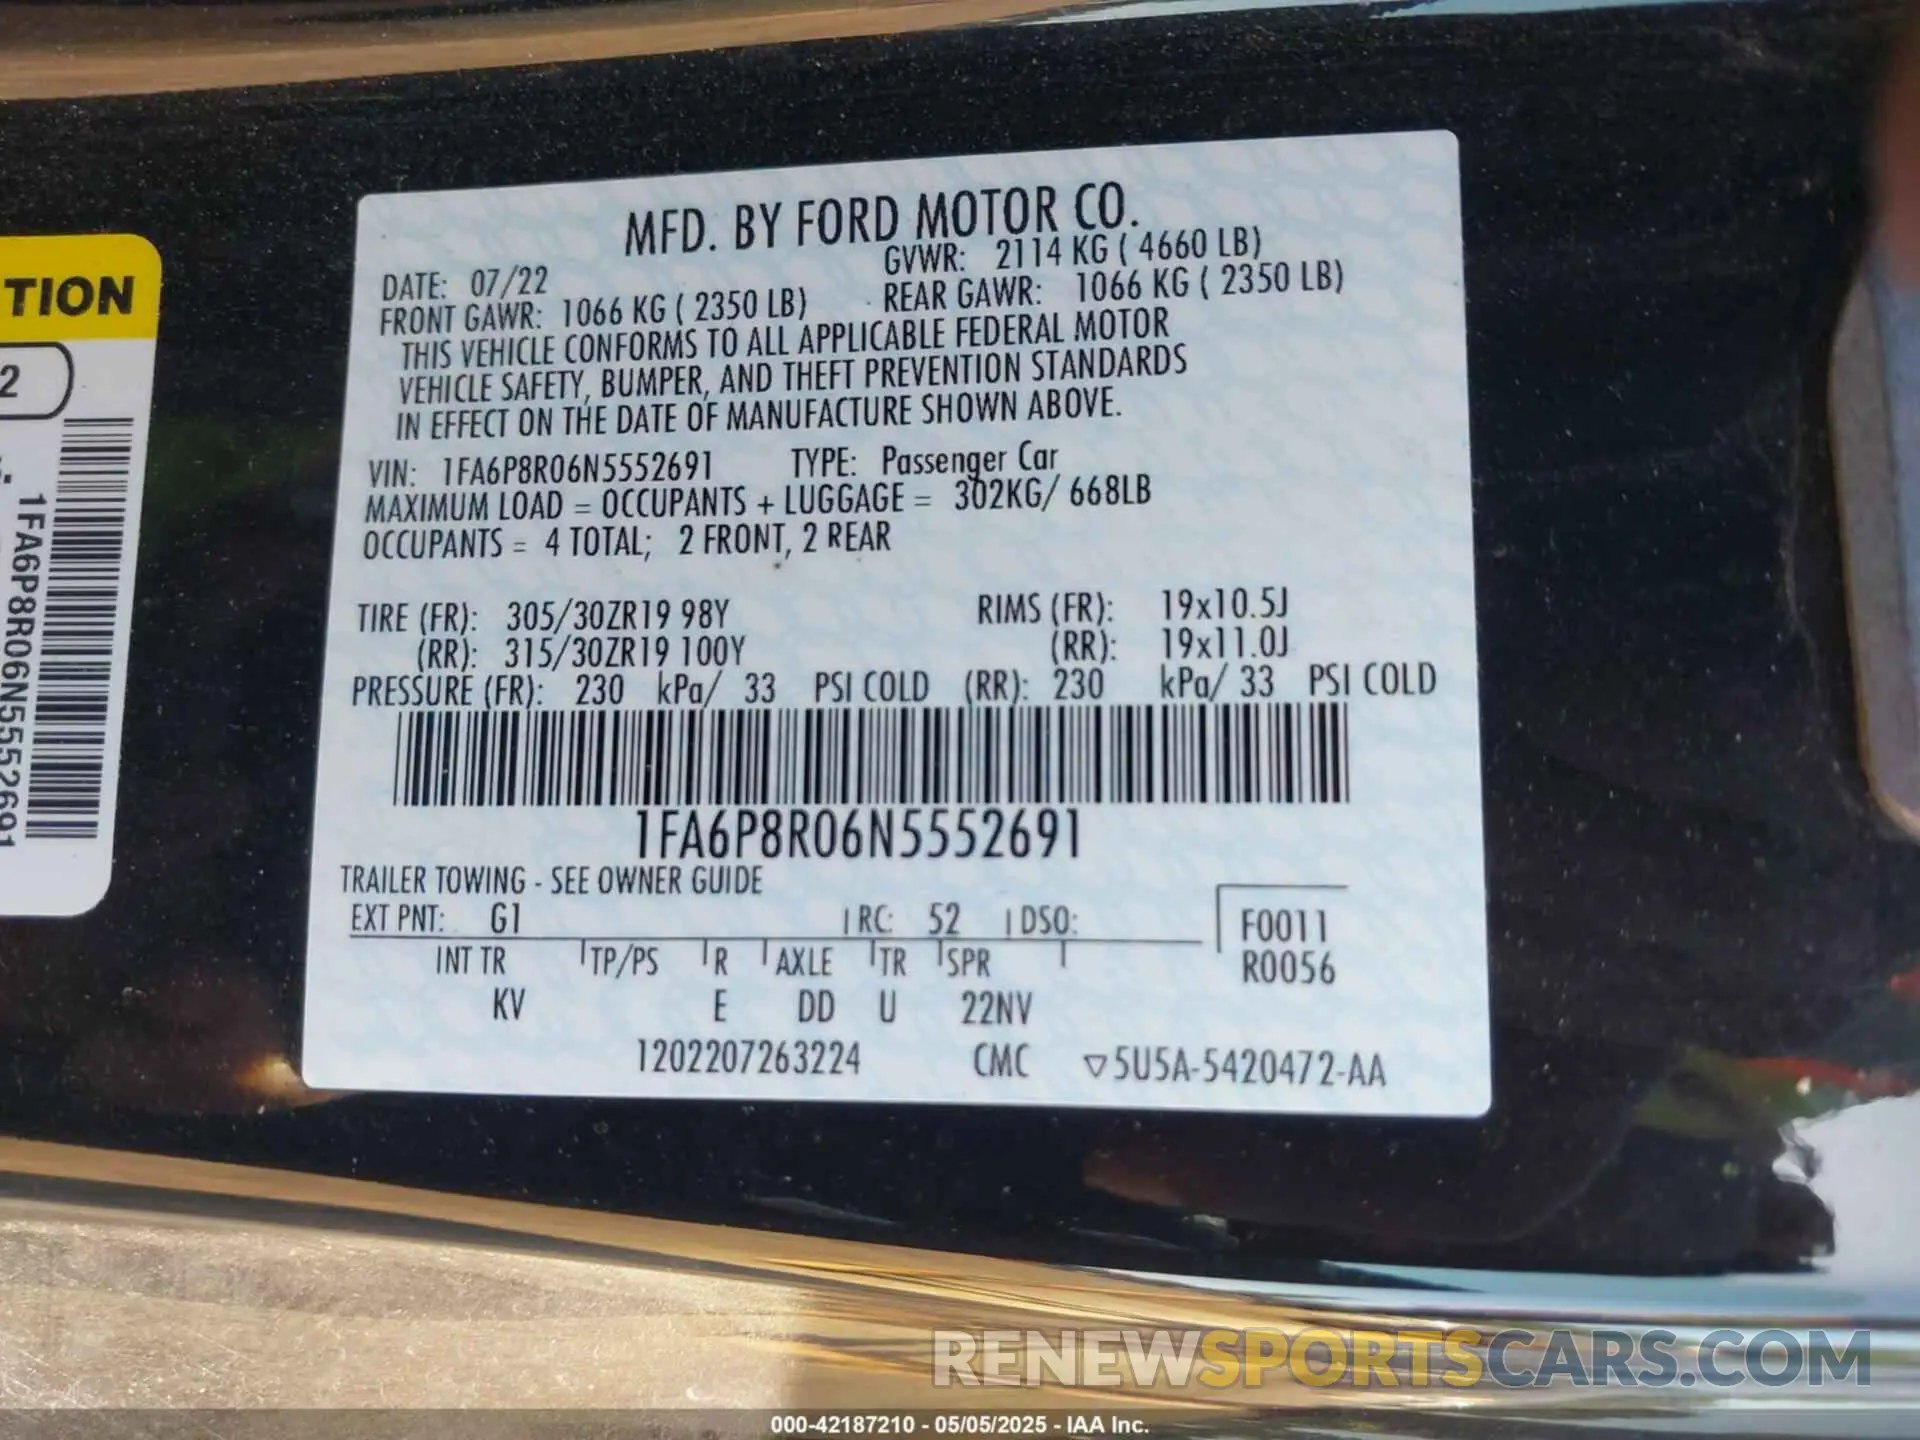 TION
2
1FA6P8R06N5552691
MFD. BY FORD MOTOR CO.
DATE: 07/22 GVWR: 2114 KG ( 4660 LB)
FRONT GAWR: 1066 KG ( 2350 LB) REAR GAWR: 1066 KG ( 2350 LB)
THIS VEHICLE CONFORMS TO ALL APPLICABLE FEDERAL MOTOR
VEHICLE SAFETY, BUMPER, AND THEFT PREVENTION STANDARDS
IN EFFECT ON THE DATE OF MANUFACTURE SHOWN ABOVE.
VIN: 1FA6P8R06N5552691 TYPE: Passenger Car
MAXIMUM LOAD = OCCUPANTS + LUGGAGE = 302KG/ 668LB
OCCUPANTS = 4 TOTAL; 2 FRONT, 2 REAR
TIRE (FR): 305/30ZR19 98Y RIMS (FR): 19x10.5J
(RR): 315/30ZR19 100Y (RR): 19x11.0J
PRESSURE (FR): 230 kPa/ 33 PSI COLD (RR): 230 kPa/ 33 PSI COLD
1FA6P8R06N5552691
TRAILER TOWING - SEE OWNER GUIDE
EXT PNT: G1 RC: 52 DSO: F0011
INT TR TP/PS R AXLE TR SPR R0056
KV E DD U 22NV
1202207263224 CMC ▽5U5A-5420472-AA
RENEWSPORTSCARS.COM
000-42187210 - 05/05/2025 - IAA Inc.